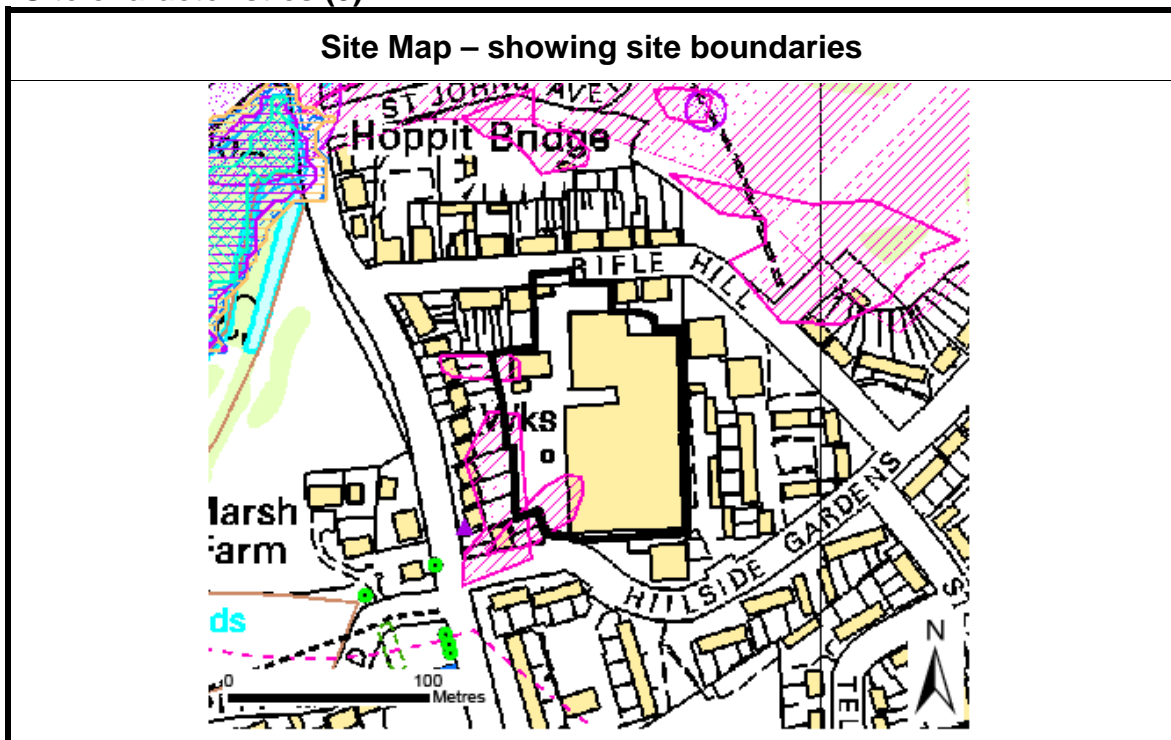 Site Map – showing site boundaries
ST JOHNS AVE
Hoppit Bridge
RIFLE HILL
Wks
Marsh
Farm
HILLSIDE GARDENS
ds
ST
TEL
N
0 100
Metres